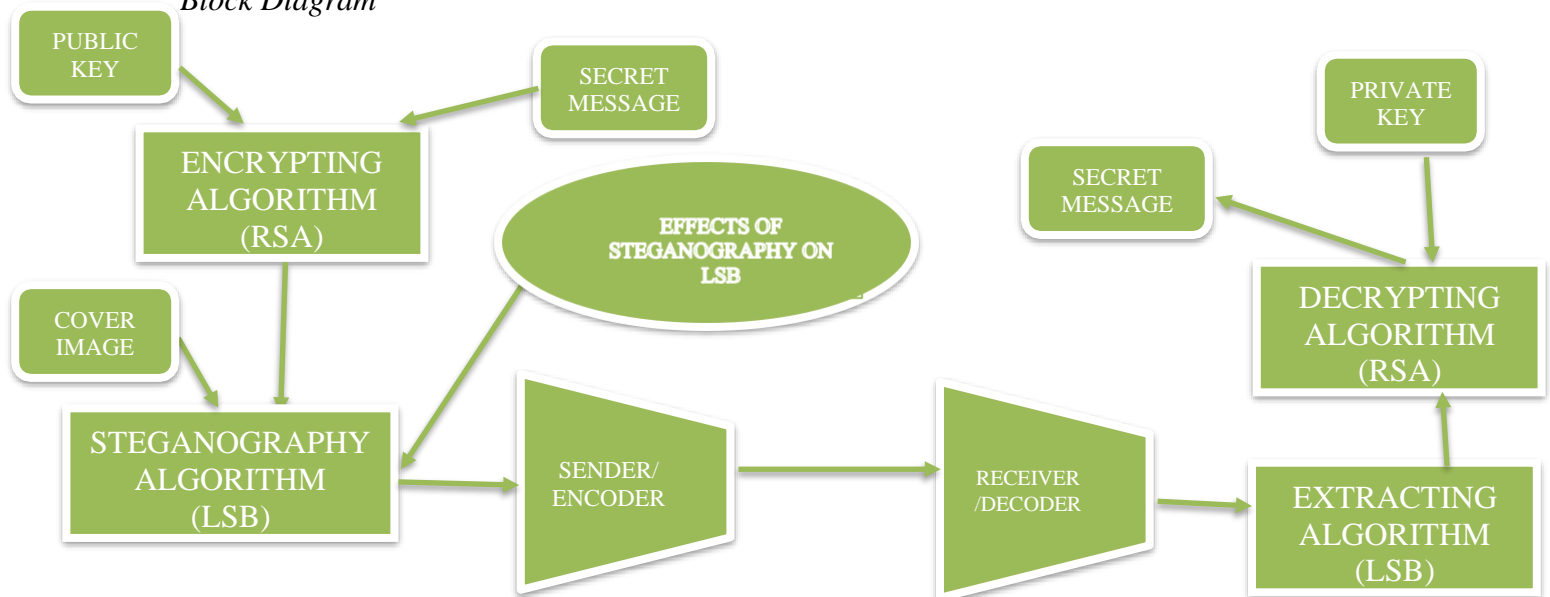 Block Diagram
PUBLIC
KEY
SECRET
MESSAGE
ENCRYPTING
ALGORITHM
(RSA)
EFFECTS OF
STEGANOGRAPHY ON
LSB
COVER
IMAGE
STEGANOGRAPHY
ALGORITHM
(LSB)
SENDER/
ENCODER
RECEIVER
/DECODER
PRIVATE
KEY
SECRET
MESSAGE
DECRYPTING
ALGORITHM
(RSA)
EXTRACTING
ALGORITHM
(LSB)